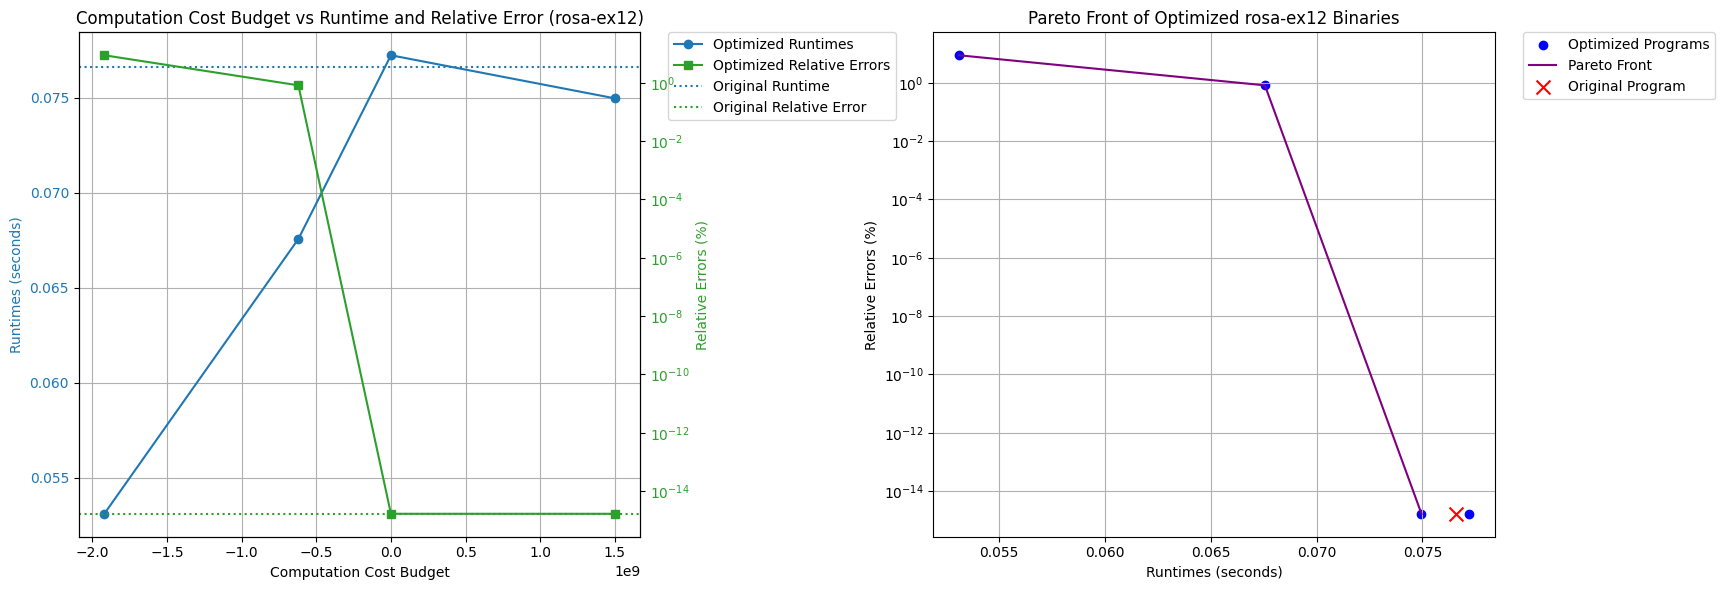 Computation Cost Budget vs Runtime and Relative Error (rosa-ex12)
Runtimes (seconds)
0.075
0.070
0.065
0.060
0.055
−2.0 −1.5 −1.0 −0.5 0.0 0.5 1.0 1.5
1e9
Computation Cost Budget
10⁰
10⁻²
10⁻⁴
10⁻⁶
10⁻⁸
10⁻¹⁰
10⁻¹²
10⁻¹⁴
Relative Errors (%)
Optimized Runtimes
Optimized Relative Errors
Original Runtime
Original Relative Error
Pareto Front of Optimized rosa-ex12 Binaries
Relative Errors (%)
10⁰
10⁻²
10⁻⁴
10⁻⁶
10⁻⁸
10⁻¹⁰
10⁻¹²
10⁻¹⁴
0.055 0.060 0.065 0.070 0.075
Runtimes (seconds)
Optimized Programs
Pareto Front
Original Program